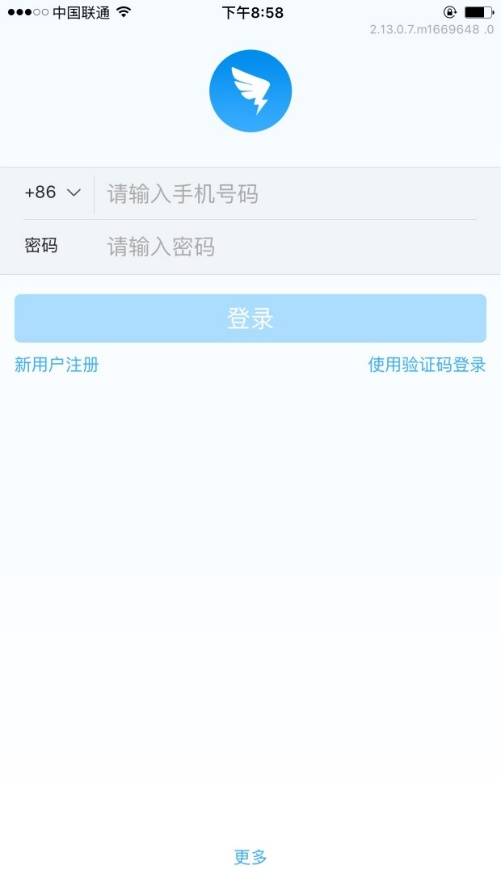 中国联通 下午8:58
2.13.0.7.m1669648 .0
+86 请输入手机号码
密码 请输入密码
登录
新用户注册 使用验证码登录
更多